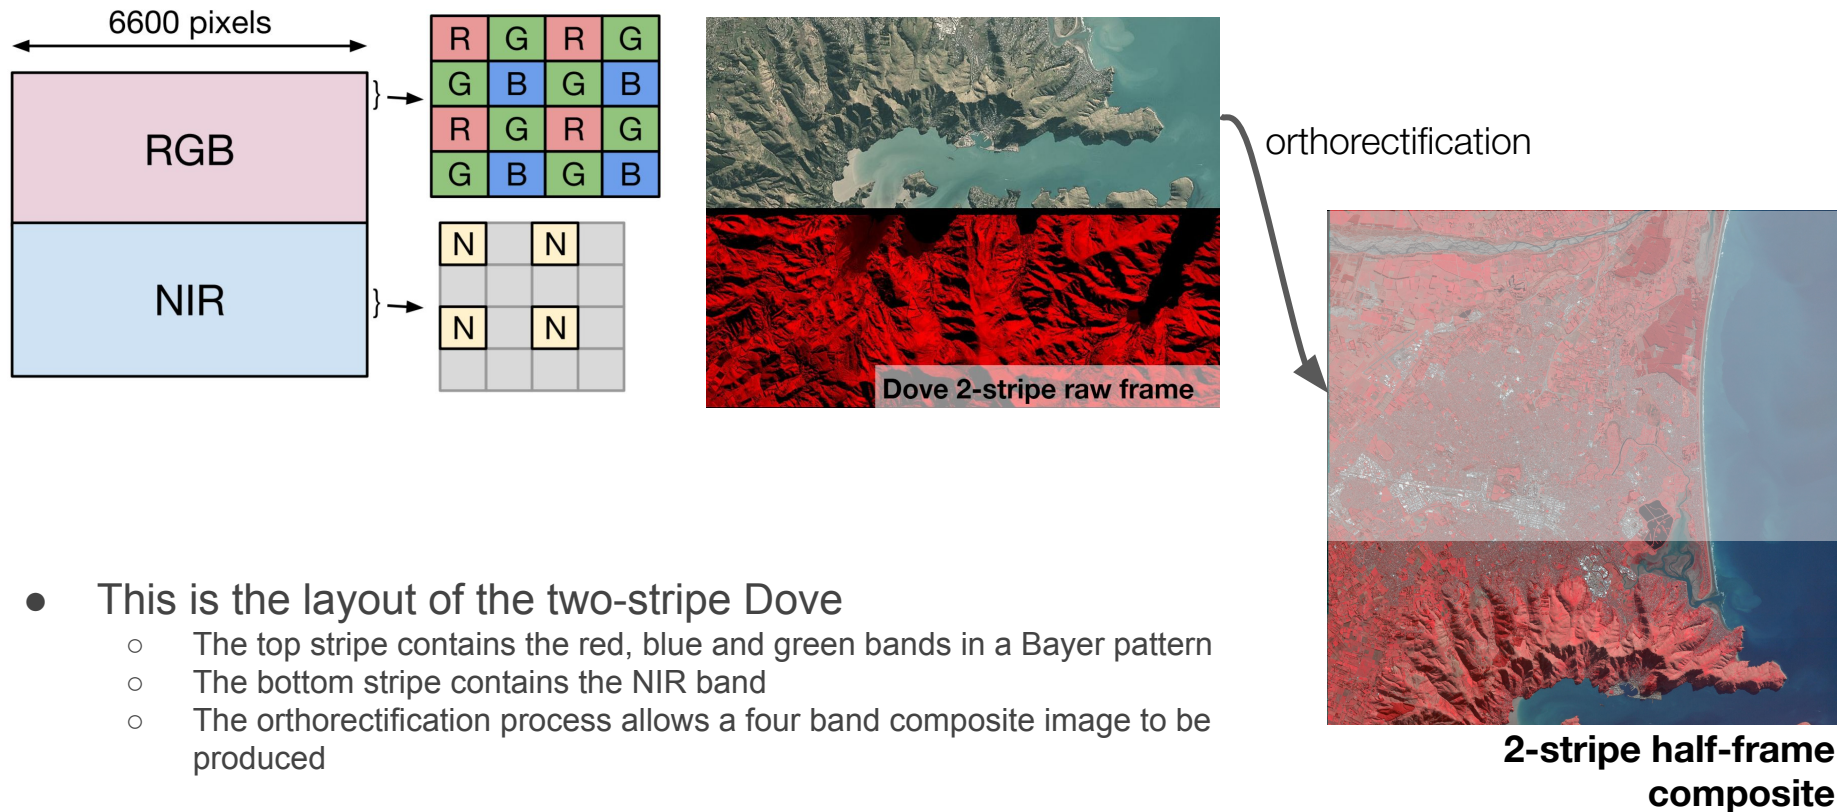 6600 pixels
RGB
NIR
R G R G
G B G B
R G R G
G B G B
N N
N N
Dove 2-stripe raw frame
orthorectification
2-stripe half-frame
composite
● This is the layout of the two-stripe Dove
○ The top stripe contains the red, blue and green bands in a Bayer pattern
○ The bottom stripe contains the NIR band
○ The orthorectification process allows a four band composite image to be
produced